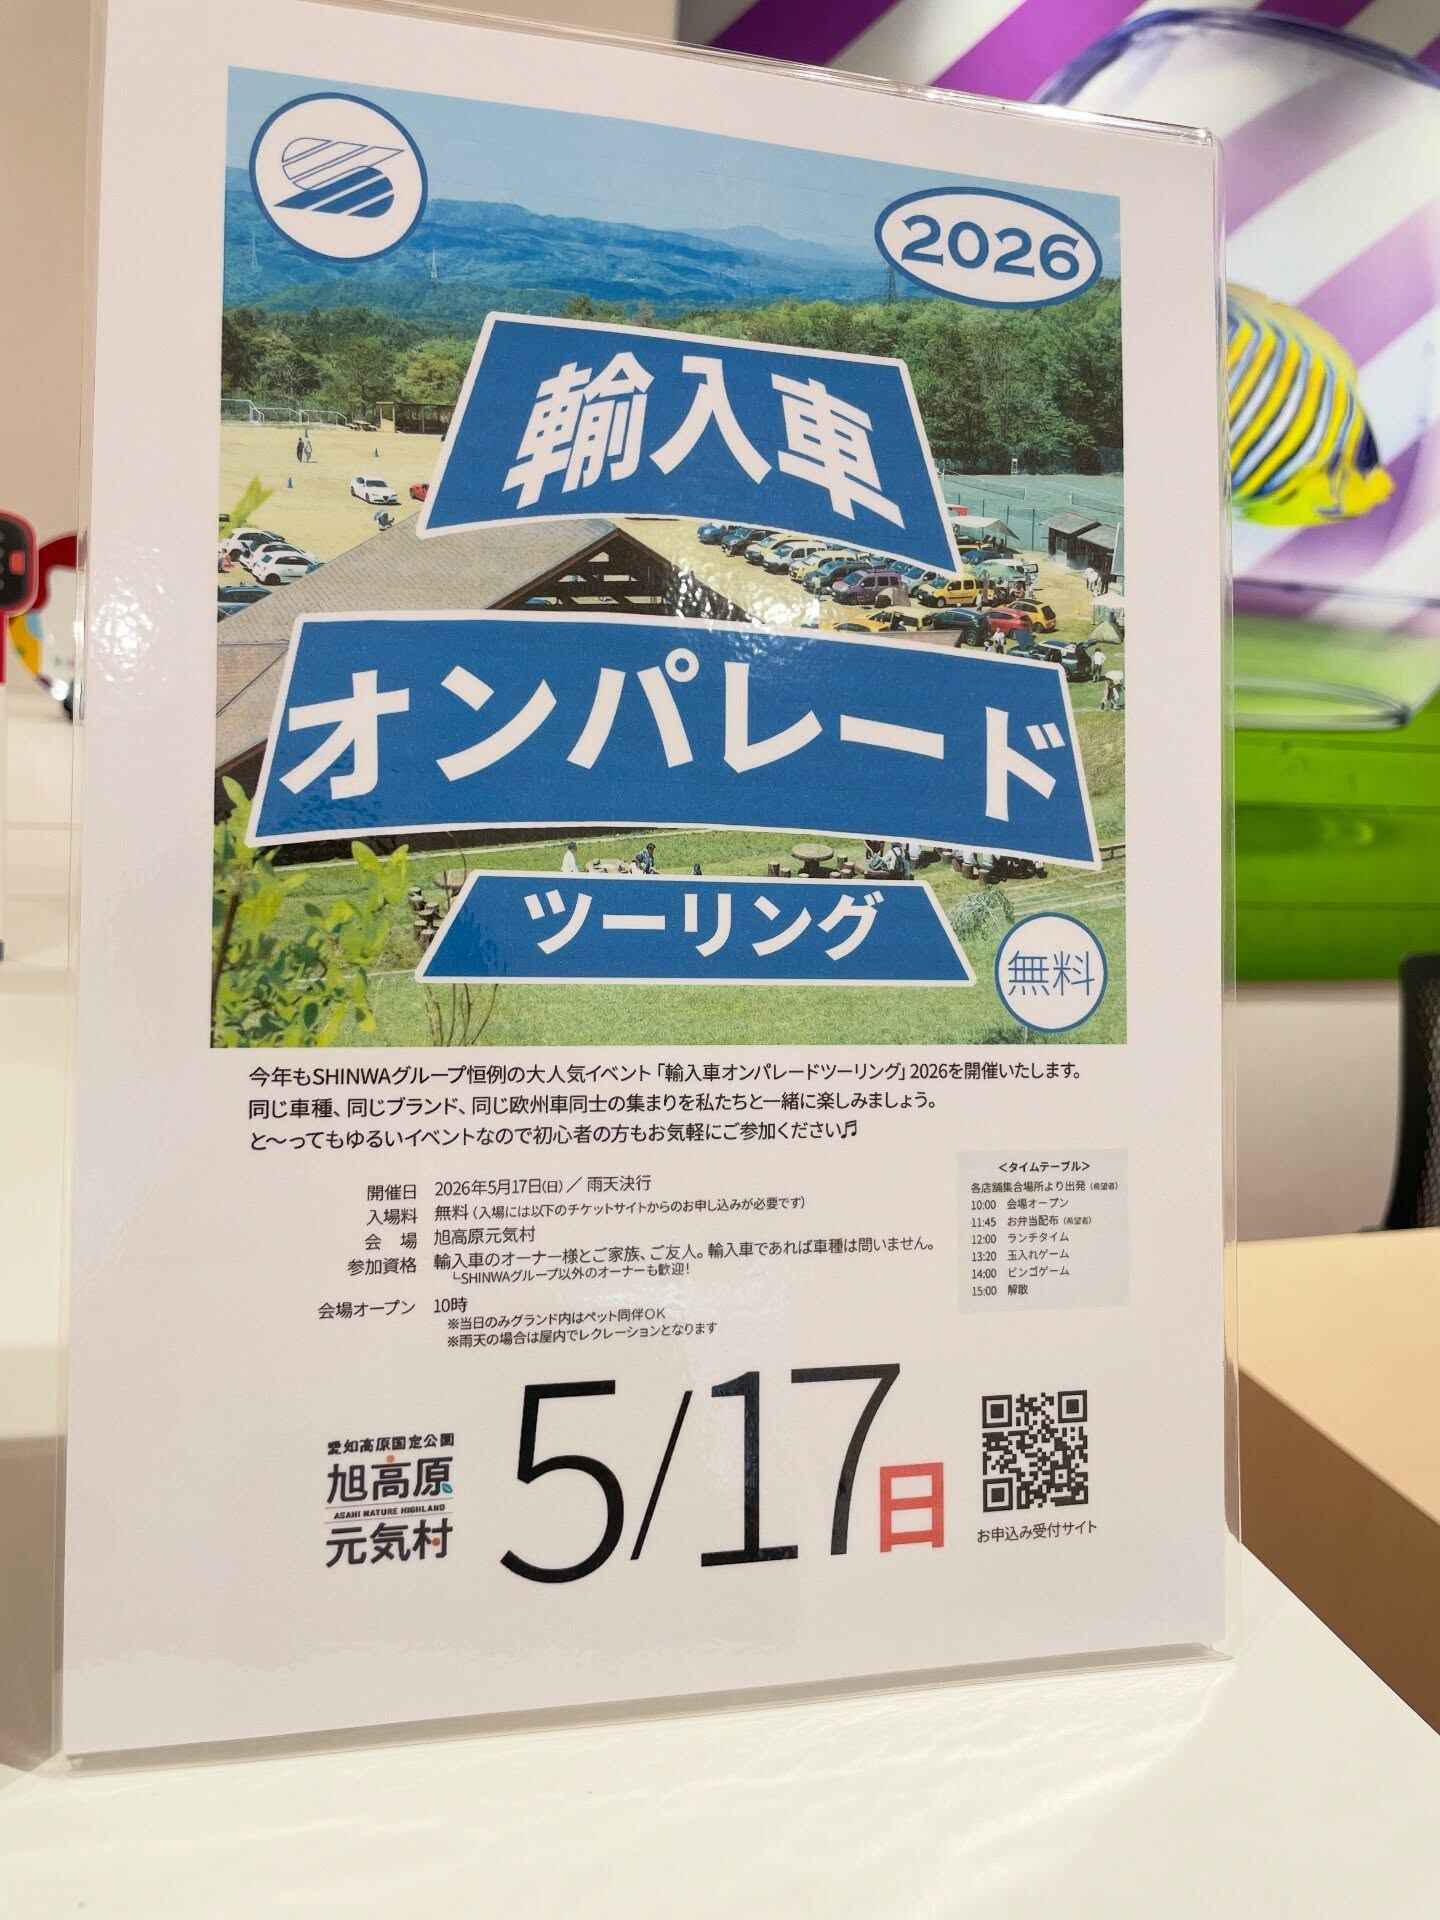 2026
輸入車
オンパレード
ツーリング
無料
今年もSHINWAグループ恒例の大人気イベント「輸入車オンパレードツーリング」2026を開催いたします。
同じ車種、同じブランド、同じ欧州車同士の集まりを私たちと一緒に楽しみましょう。
と〜ってもゆるいイベントなので初心者の方もお気軽にご参加ください♬
開催日 2026年5月17日(日)／雨天決行
入場料 無料（入場には以下のチケットサイトからのお申し込みが必要です）
会 場 旭高原元気村
参加資格 輸入車のオーナー様とご家族、ご友人。輸入車であれば車種は問いません。
└SHINWAグループ以外のオーナーも歓迎！
会場オープン 10時
※当日のみグランド内はペット同伴OK
※雨天の場合は屋内でレクレーションとなります
＜タイムテーブル＞
各店舗集合場所より出発（希望者）
10:00 会場オープン
11:45 お弁当配布（希望者）
12:00 ランチタイム
13:20 玉入れゲーム
14:00 ビンゴゲーム
15:00 解散
愛知高原国定公園
旭高原
ASAHI NATURE HIGHLAND
元気村
5/17日
お申込み受付サイト